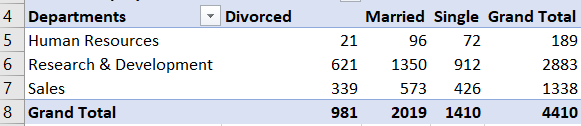 4 Departments Divorced Married Single Grand Total
5 Human Resources 21 96 72 189
6 Research & Development 621 1350 912 2883
7 Sales 339 573 426 1338
8 Grand Total 981 2019 1410 4410